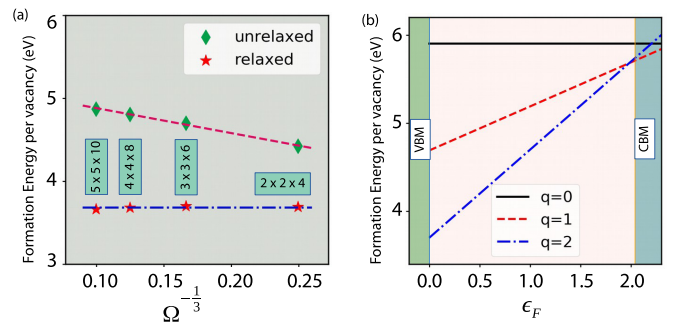 (a)
Formation Energy per vacancy (eV)
6
5
4
3
unrelaxed
relaxed
5 x 5 x 10
4 x 4 x 8
3 x 3 x 6
2 x 2 x 4
0.10
0.15
0.20
0.25
Ω^{-1/3}
(b)
Formation Energy per vacancy (eV)
6
5
4
VBM
CBM
q=0
q=1
q=2
0.0
0.5
1.0
1.5
2.0
ϵ_F